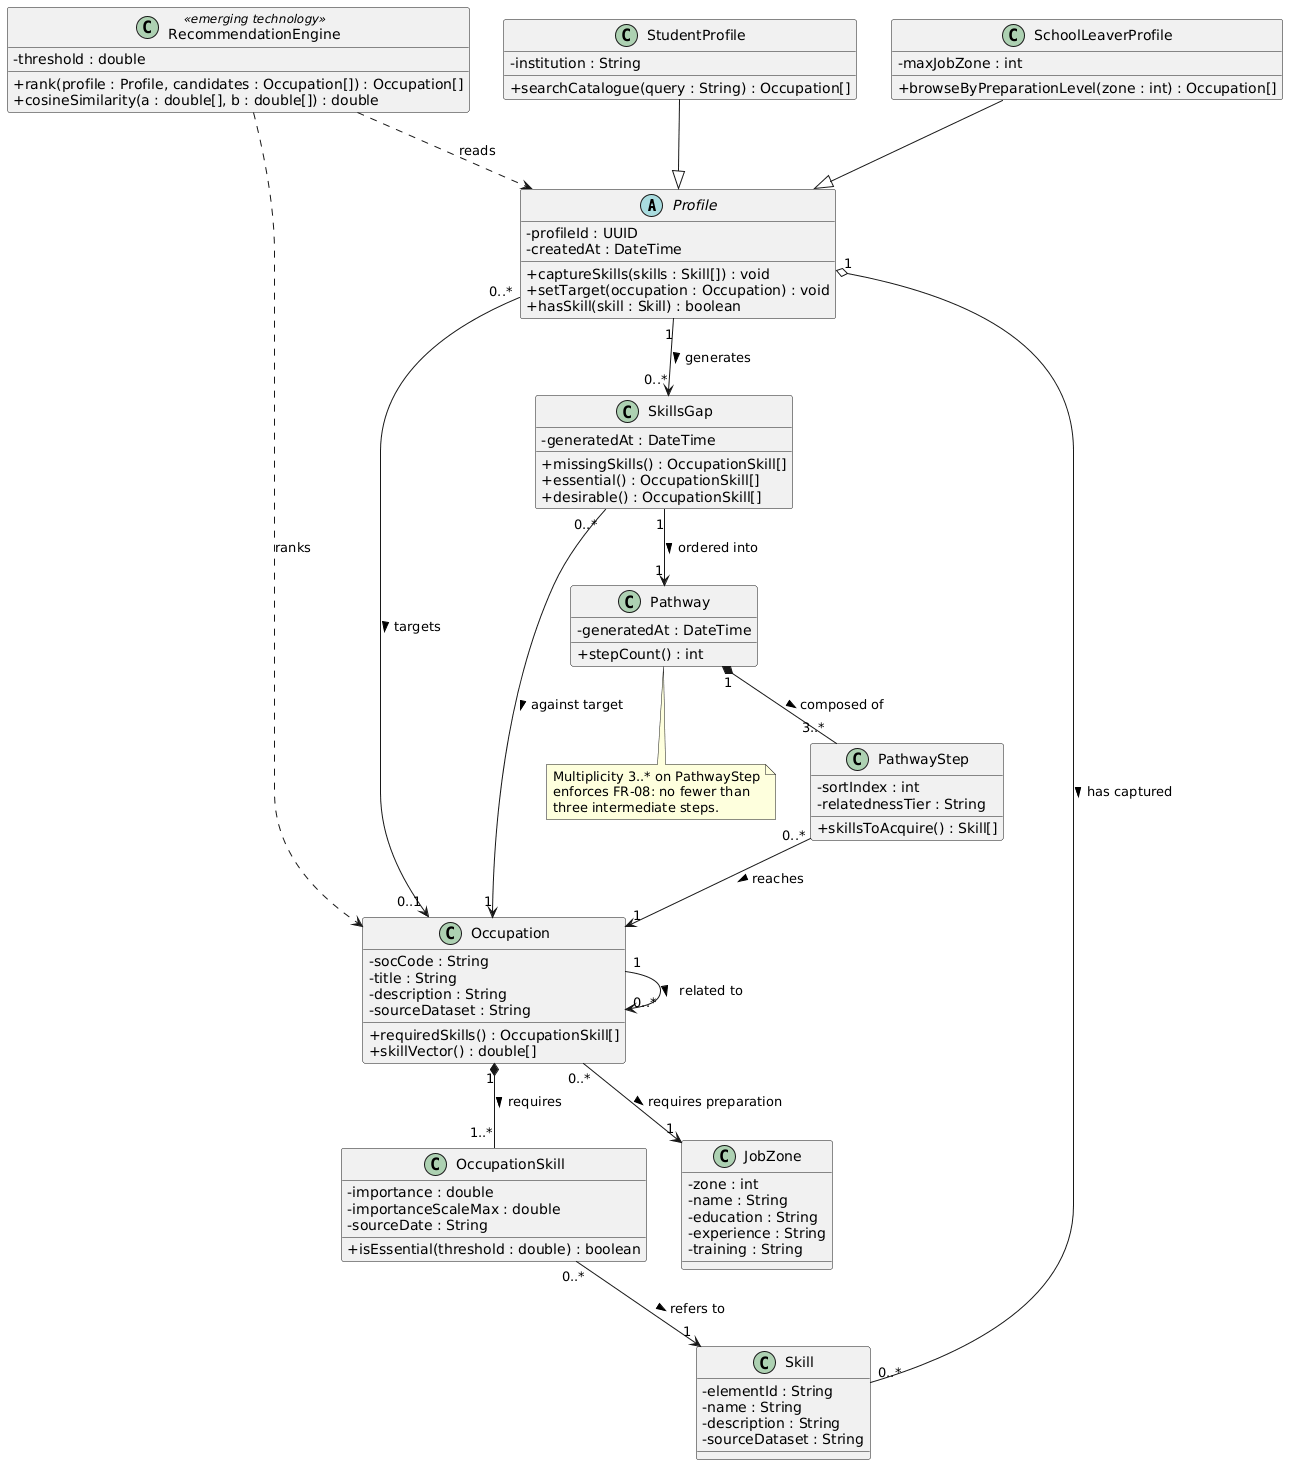 «emerging technology»
C RecommendationEngine
-threshold : double
+rank(profile : Profile, candidates : Occupation[]) : Occupation[]
+cosineSimilarity(a : double[], b : double[]) : double
C StudentProfile
-institution : String
+searchCatalogue(query : String) : Occupation[]
C SchoolLeaverProfile
-maxJobZone : int
+browseByPreparationLevel(zone : int) : Occupation[]
reads
A Profile
-profileId : UUID
-createdAt : DateTime
+captureSkills(skills : Skill[]) : void
+setTarget(occupation : Occupation) : void
+hasSkill(skill : Skill) : boolean
1
0..*
1
generates
0..*
C SkillsGap
-generatedAt : DateTime
+missingSkills() : OccupationSkill[]
+essential() : OccupationSkill[]
+desirable() : OccupationSkill[]
0..*
1
ranks
ordered into
1
C Pathway
-generatedAt : DateTime
+stepCount() : int
targets
1
against target
composed of
3..*
Multiplicity 3..* on PathwayStep
enforces FR-08: no fewer than
three intermediate steps.
C PathwayStep
-sortIndex : int
-relatednessTier : String
+skillsToAcquire() : Skill[]
has captured
0..*
reaches
0..1
1
1
C Occupation
-socCode : String
-title : String
-description : String
-sourceDataset : String
+requiredSkills() : OccupationSkill[]
+skillVector() : double[]
1
related to
0..*
1
0..*
requires
requires preparation
1..*
1
C OccupationSkill
-importance : double
-importanceScaleMax : double
-sourceDate : String
+isEssential(threshold : double) : boolean
C JobZone
-zone : int
-name : String
-education : String
-experience : String
-training : String
0..*
refers to
1
0..*
C Skill
-elementId : String
-name : String
-description : String
-sourceDataset : String